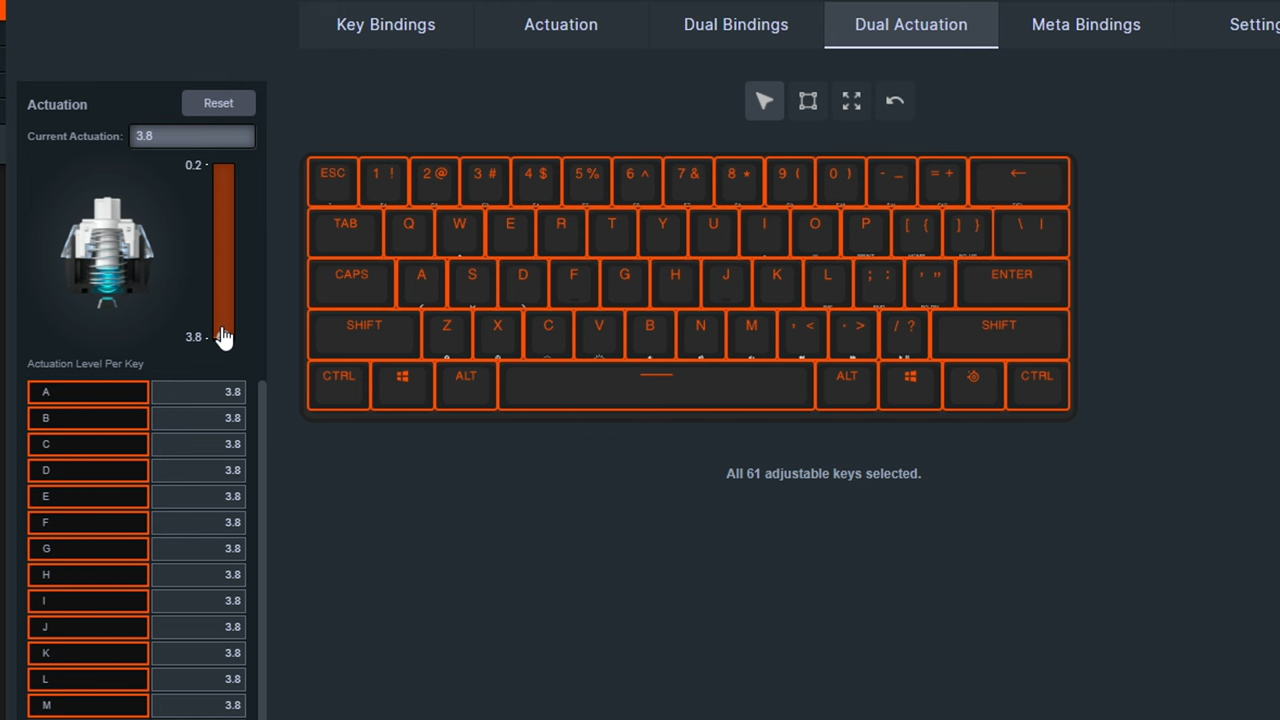 Key Bindings Actuation Dual Bindings Dual Actuation Meta Bindings Setting
Actuation Reset
Current Actuation: 3.8
0.2
3.8
Actuation Level Per Key
A 3.8
B 3.8
C 3.8
D 3.8
E 3.8
F 3.8
G 3.8
H 3.8
I 3.8
J 3.8
K 3.8
L 3.8
M 3.8
ESC 1 ! 2 @ 3 # 4 $ 5 % 6 ^ 7 & 8 * 9 ( 0 ) - _ = + ←
TAB Q W E R T Y U I O P [ { ] } \ |
CAPS A S D F G H J K L ; : ' " ENTER
SHIFT Z X C V B N M , < . > / ? SHIFT
CTRL ALT ALT CTRL
All 61 adjustable keys selected.